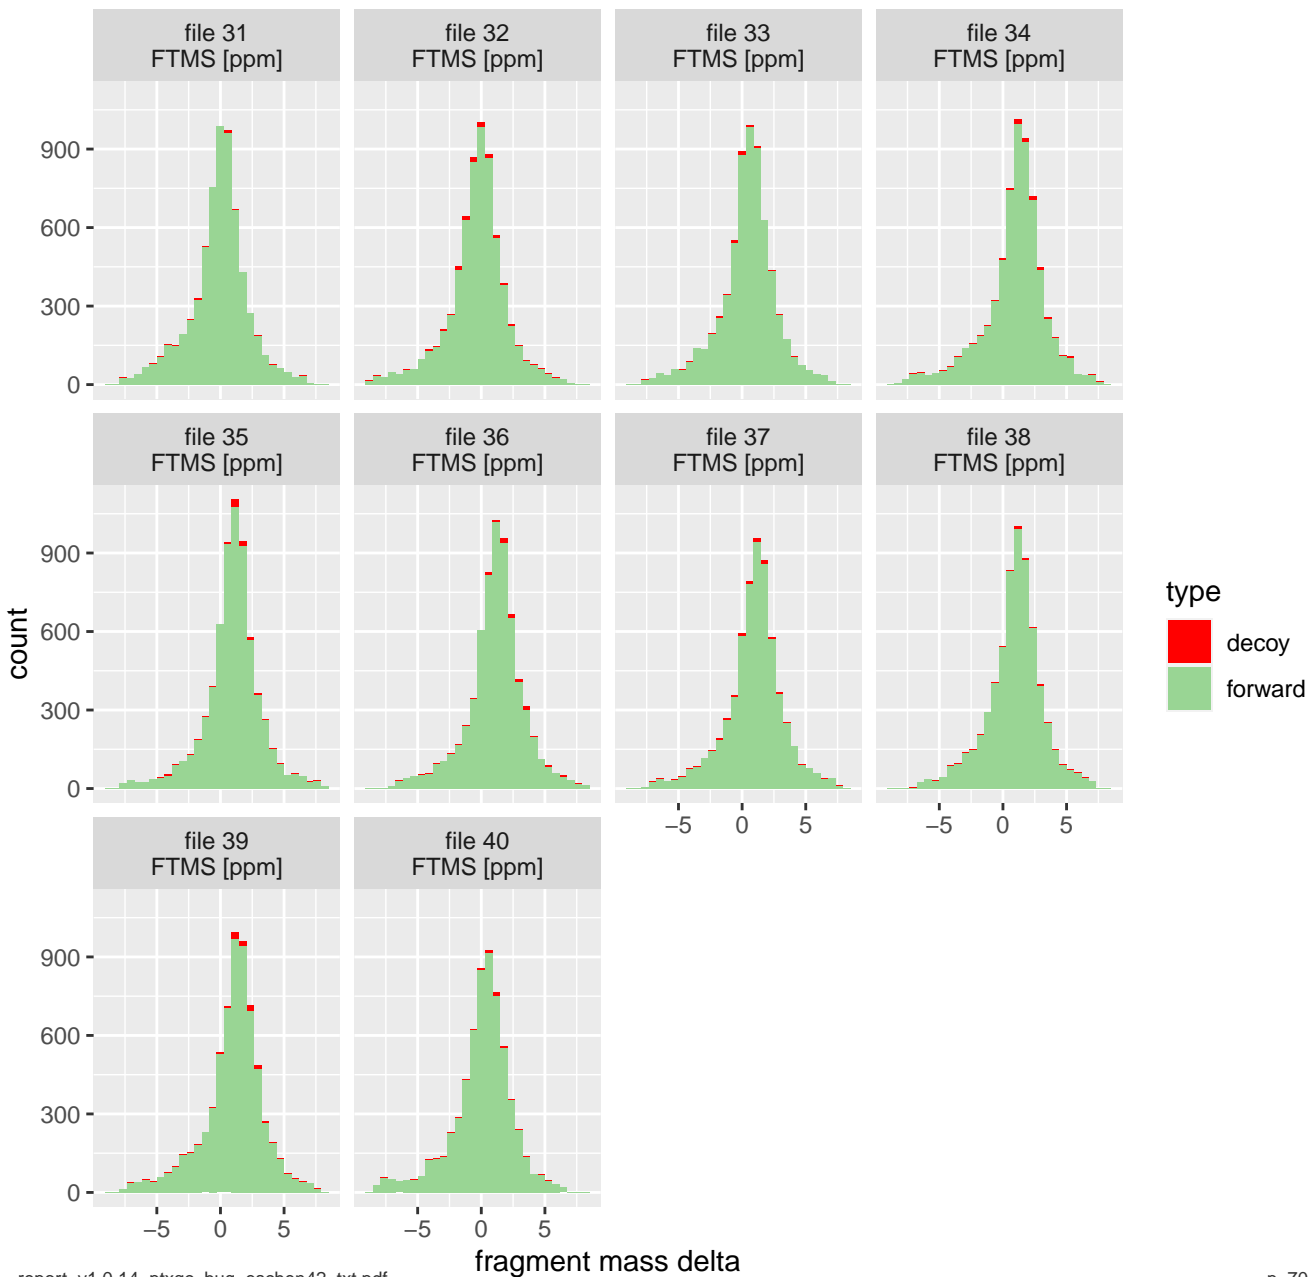 file 31
FTMS [ppm]
file 32
FTMS [ppm]
file 33
FTMS [ppm]
file 34
FTMS [ppm]
900
600
300
0
file 35
FTMS [ppm]
file 36
FTMS [ppm]
file 37
FTMS [ppm]
file 38
FTMS [ppm]
900
600
300
0
−5 0 5
−5 0 5
file 39
FTMS [ppm]
file 40
FTMS [ppm]
900
600
300
0
−5 0 5
−5 0 5
count
fragment mass delta
type
decoy
forward